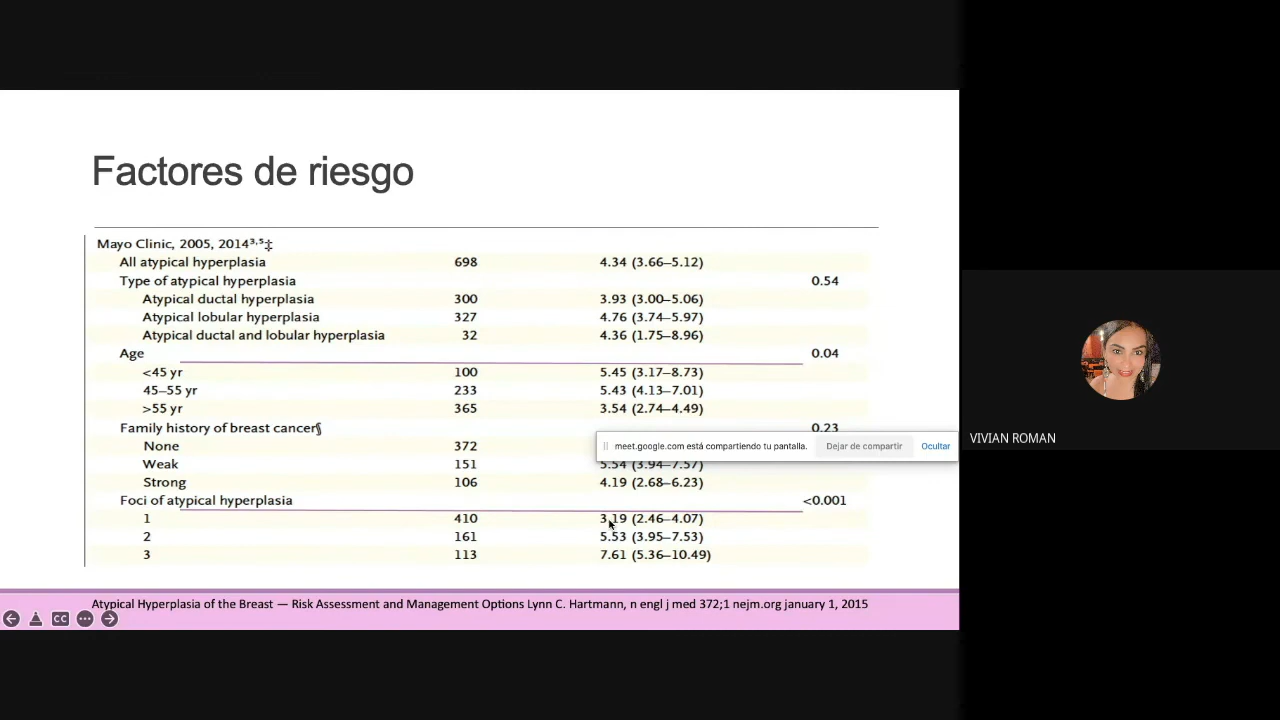 Factores de riesgo
Mayo Clinic, 2005, 2014³,⁵‡
All atypical hyperplasia 698 4.34 (3.66–5.12)
Type of atypical hyperplasia 0.54
Atypical ductal hyperplasia 300 3.93 (3.00–5.06)
Atypical lobular hyperplasia 327 4.76 (3.74–5.97)
Atypical ductal and lobular hyperplasia 32 4.36 (1.75–8.96)
Age 0.04
<45 yr 100 5.45 (3.17–8.73)
45–55 yr 233 5.43 (4.13–7.01)
>55 yr 365 3.54 (2.74–4.49)
Family history of breast cancer¶ 0.23
None 372
meet.google.com está compartiendo tu pantalla. Dejar de compartir Ocultar
Weak 151 5.54 (3.94–7.57)
Strong 106 4.19 (2.68–6.23)
Foci of atypical hyperplasia <0.001
1 410 3.19 (2.46–4.07)
2 161 5.53 (3.95–7.53)
3 113 7.61 (5.36–10.49)
Atypical Hyperplasia of the Breast — Risk Assessment and Management Options Lynn C. Hartmann, n engl j med 372;1 nejm.org january 1, 2015
CC
VIVIAN ROMAN